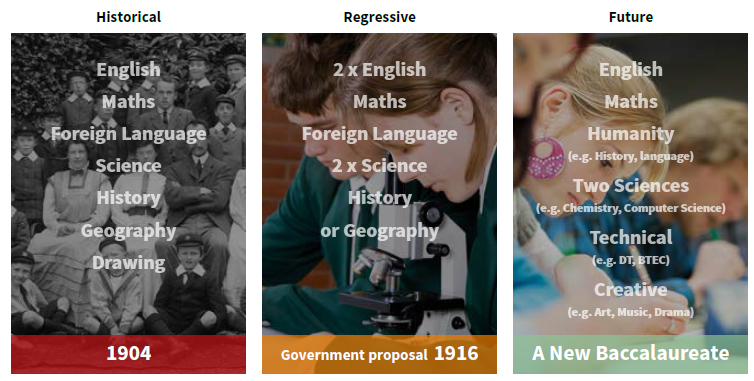 Historical
English
Maths
Foreign Language
Science
History
Geography
Drawing
1904
Regressive
2 x English
Maths
Foreign Language
2 x Science
History
or Geography
Government proposal 1916
Future
English
Maths
Humanity
(e.g. History, language)
Two Sciences
(e.g, Chemistry, Computer Science)
Technical
(e.g. DT, BTEC)
Creative
(e.g. Art, Music, Drama)
A New Baccalaureate